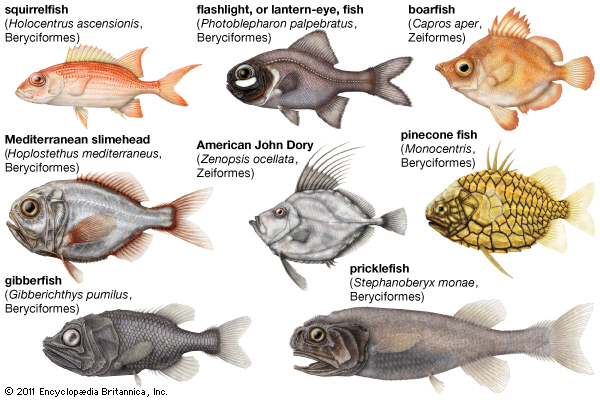 squirrelfish
(Holocentrus ascensionis,
Beryciformes)
flashlight, or lantern-eye, fish
(Photoblepharon palpebratus,
Beryciformes)
boarfish
(Capros aper,
Zeiformes)
Mediterranean slimehead
(Hoplostethus mediterraneus,
Beryciformes)
American John Dory
(Zenopsis ocellata,
Zeiformes)
pinecone fish
(Monocentris,
Beryciformes)
gibberfish
(Gibberichthys pumilus,
Beryciformes)
pricklefish
(Stephanoberyx monae,
Beryciformes)
© 2011 Encyclopædia Britannica, Inc.